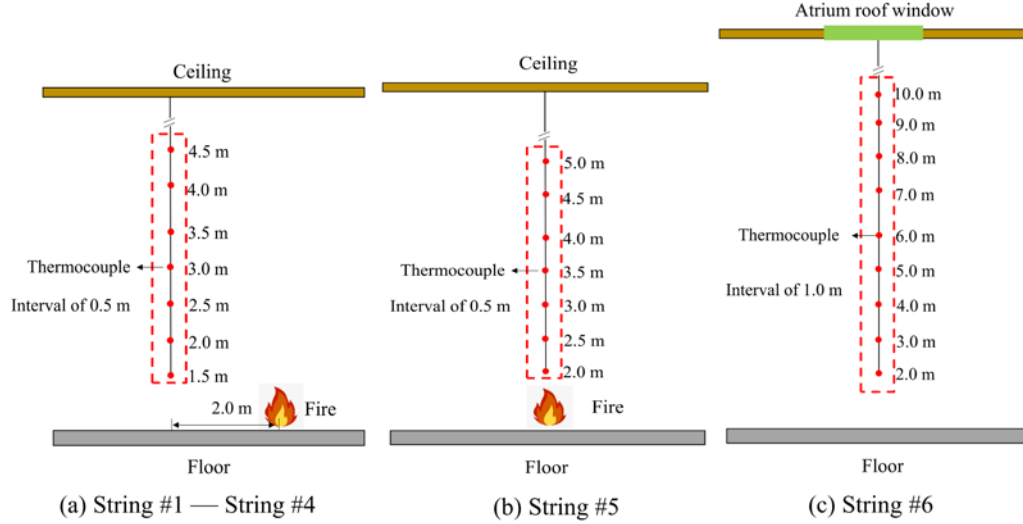 Ceiling
4.5 m
4.0 m
3.5 m
Thermocouple
3.0 m
Interval of 0.5 m
2.5 m
2.0 m
1.5 m
2.0 m
Fire
Floor
(a) String #1 — String #4
Ceiling
5.0 m
4.5 m
4.0 m
Thermocouple
3.5 m
Interval of 0.5 m
3.0 m
2.5 m
2.0 m
Fire
Floor
(b) String #5
Atrium roof window
10.0 m
9.0 m
8.0 m
7.0 m
Thermocouple
6.0 m
5.0 m
Interval of 1.0 m
4.0 m
3.0 m
2.0 m
Floor
(c) String #6